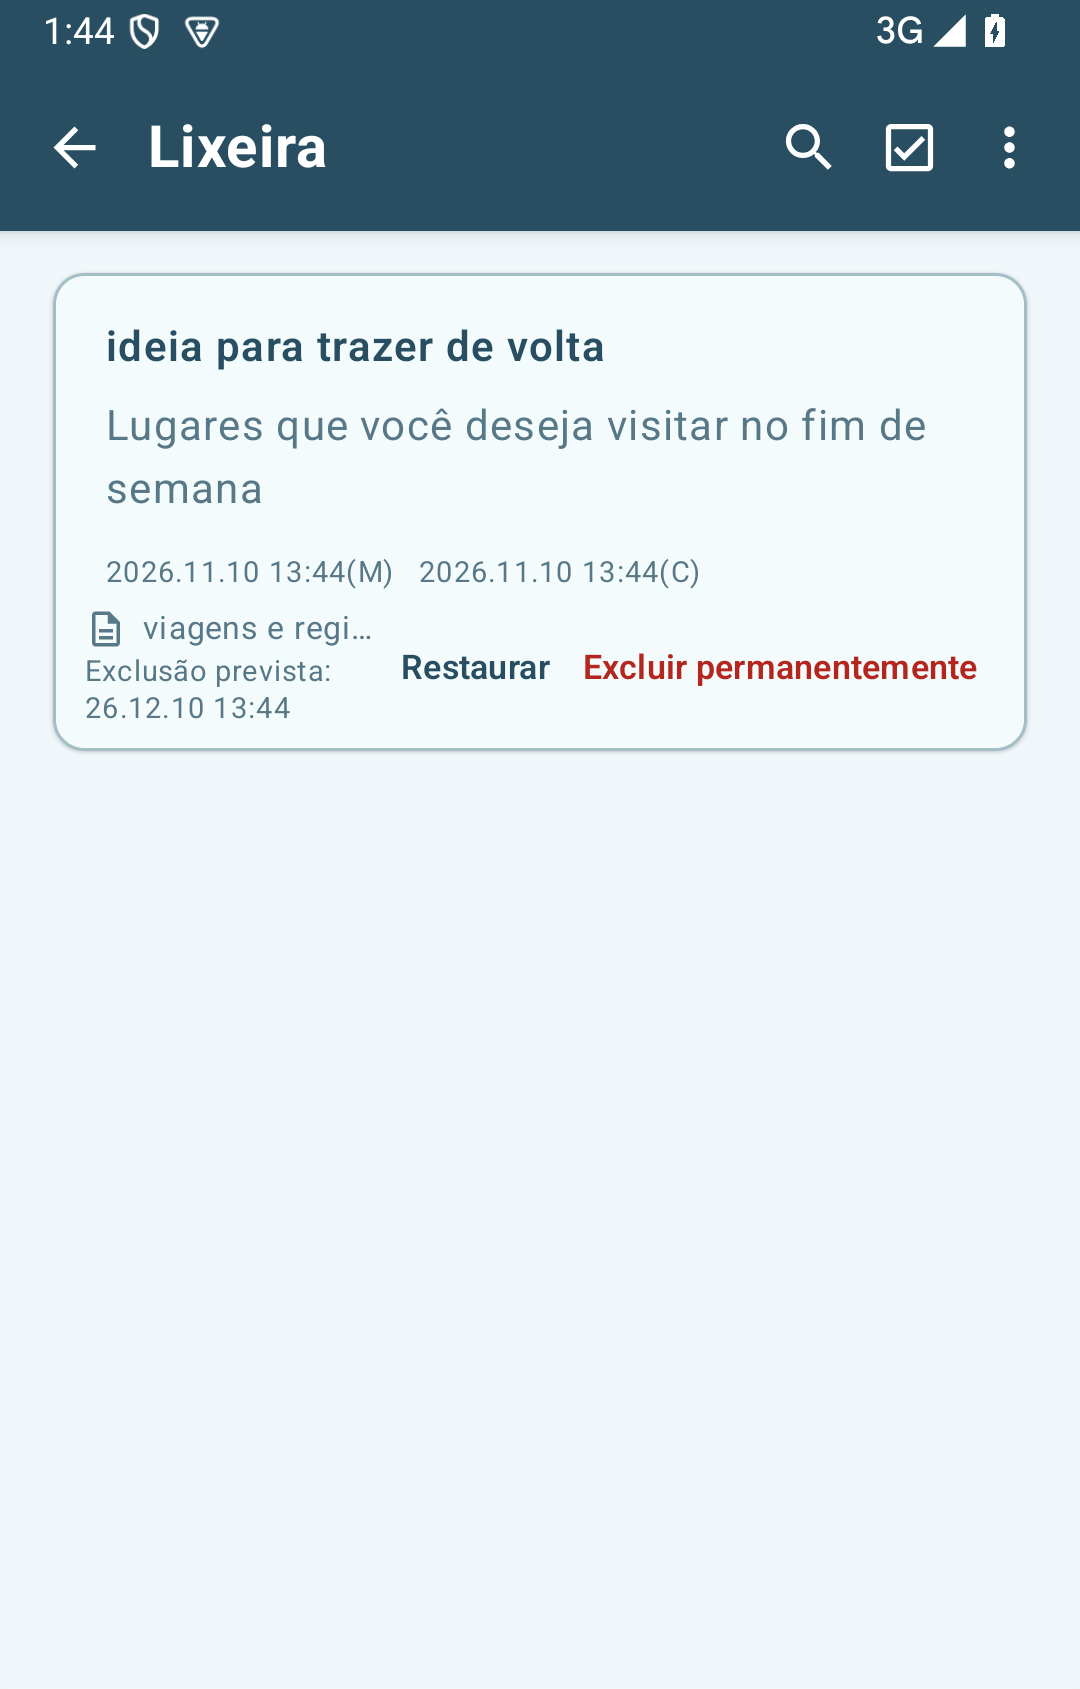 1:44
3G
Lixeira
ideia para trazer de volta
Lugares que você deseja visitar no fim de
semana
2026.11.10 13:44(M) 2026.11.10 13:44(C)
viagens e regi…
Exclusão prevista:
26.12.10 13:44
Restaurar
Excluir permanentemente